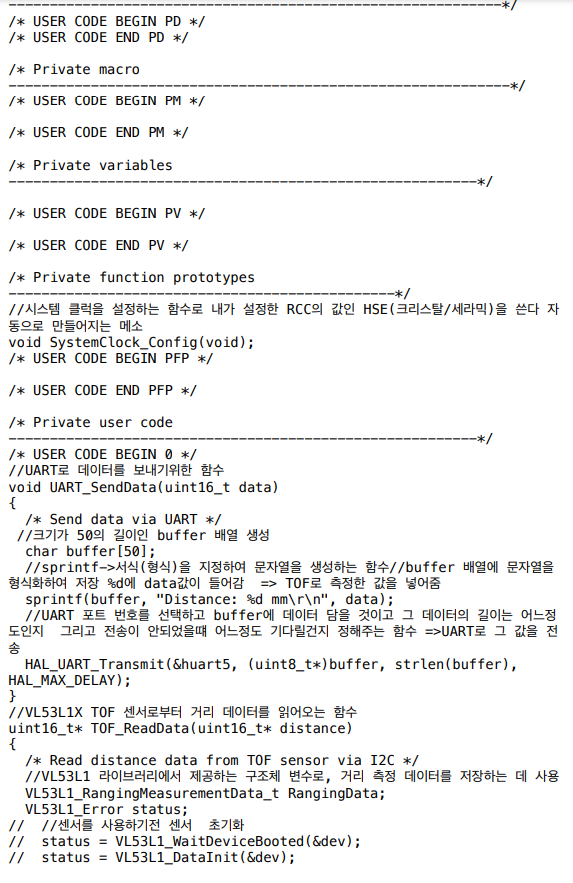 -------------------------------------------------------------*/
/* USER CODE BEGIN PD */
/* USER CODE END PD */
/* Private macro
--------------------------------------------------------------*/
/* USER CODE BEGIN PM */
/* USER CODE END PM */
/* Private variables
----------------------------------------------------------*/
/* USER CODE BEGIN PV */
/* USER CODE END PV */
/* Private function prototypes
------------------------------------------------*/
//시스템 클럭을 설정하는 함수로 내가 설정한 RCC의 값인 HSE(크리스탈/세라믹)을 쓴다 자
동으로 만들어지는 메소
void SystemClock_Config(void);
/* USER CODE BEGIN PFP */
/* USER CODE END PFP */
/* Private user code
----------------------------------------------------------*/
/* USER CODE BEGIN 0 */
//UART로 데이터를 보내기위한 함수
void UART_SendData(uint16_t data)
{
  /* Send data via UART */
 //크기가 50의 길이인 buffer 배열 생성
  char buffer[50];
  //sprintf->서식(형식)을 지정하여 문자열을 생성하는 함수//buffer 배열에 문자열을
형식화하여 저장 %d에 data값이 들어감  => TOF로 측정한 값을 넣어줌
  sprintf(buffer, "Distance: %d mm\r\n", data);
  //UART 포트 번호를 선택하고 buffer에 데이터 담을 것이고 그 데이터의 길이는 어느정
도인지  그리고 전송이 안되었을떄 어느정도 기다릴건지 정해주는 함수 =>UART로 그 값을 전
송
  HAL_UART_Transmit(&huart5, (uint8_t*)buffer, strlen(buffer),
HAL_MAX_DELAY);
}
//VL53L1X TOF 센서로부터 거리 데이터를 읽어오는 함수
uint16_t* TOF_ReadData(uint16_t* distance)
{
  /* Read distance data from TOF sensor via I2C */
  //VL53L1 라이브러리에서 제공하는 구조체 변수로, 거리 측정 데이터를 저장하는 데 사용
  VL53L1_RangingMeasurementData_t RangingData;
  VL53L1_Error status;
//  //센서를 사용하기전 센서  초기화
//  status = VL53L1_WaitDeviceBooted(&dev);
//  status = VL53L1_DataInit(&dev);